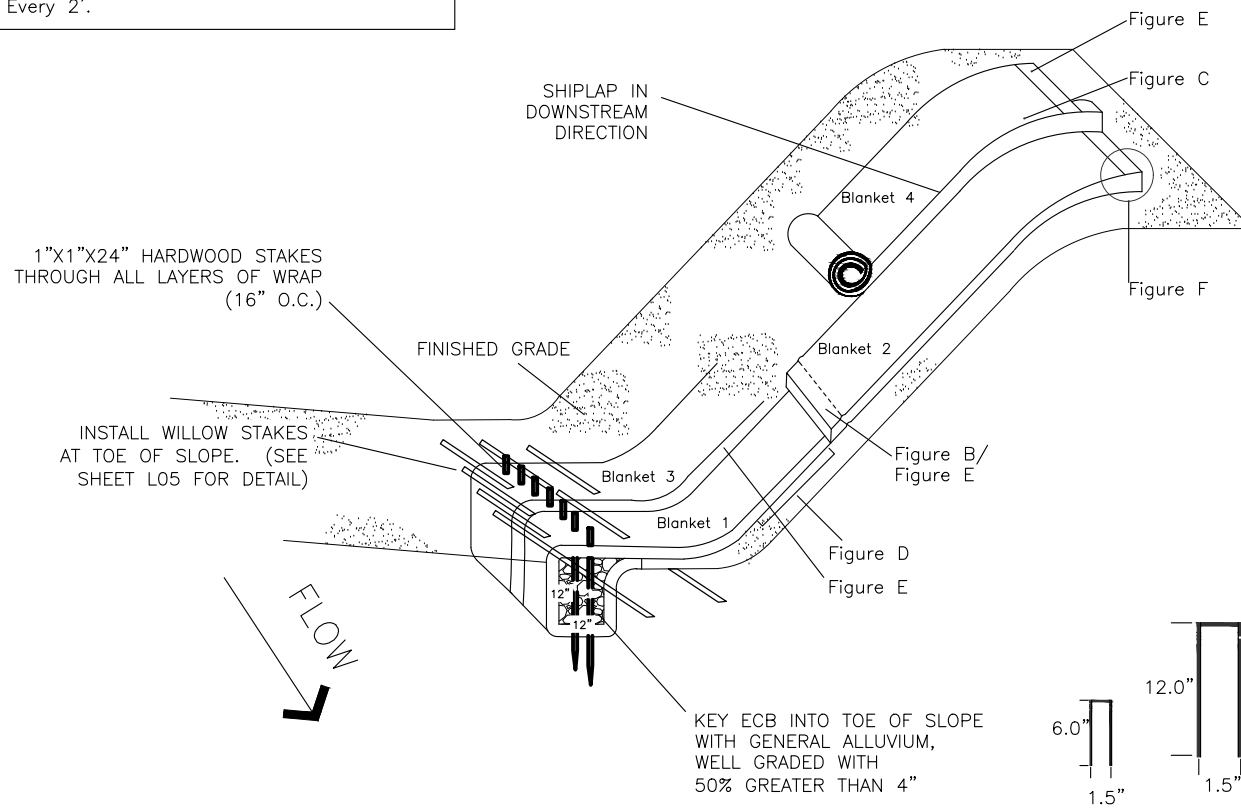 Every 2'.
Figure E
Figure C
SHIPLAP IN
DOWNSTREAM
DIRECTION
Blanket 4
1"X1"X24" HARDWOOD STAKES
THROUGH ALL LAYERS OF WRAP
(16" O.C.)
Figure F
FINISHED GRADE
Blanket 2
INSTALL WILLOW STAKES
AT TOE OF SLOPE. (SEE
SHEET L05 FOR DETAIL)
Figure B/
Figure E
Blanket 3
Blanket 1
Figure D
Figure E
12"
12"
FLOW
KEY ECB INTO TOE OF SLOPE
WITH GENERAL ALLUVIUM,
WELL GRADED WITH
50% GREATER THAN 4"
6.0"
1.5"
12.0"
1.5"